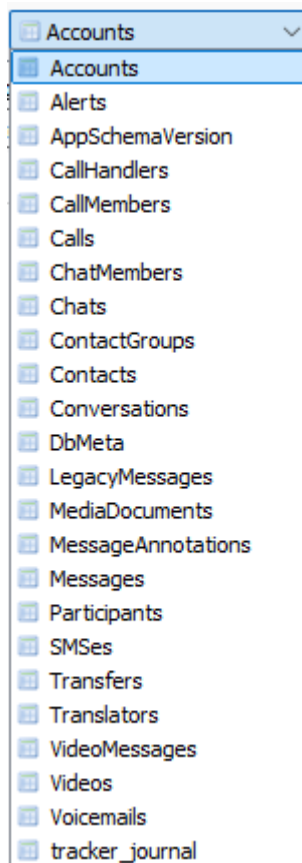 Accounts
Accounts
Alerts
AppSchemaVersion
CallHandlers
CallMembers
Calls
ChatMembers
Chats
ContactGroups
Contacts
Conversations
DbMeta
LegacyMessages
MediaDocuments
MessageAnnotations
Messages
Participants
SMSes
Transfers
Translators
VideoMessages
Videos
Voicemails
tracker_journal